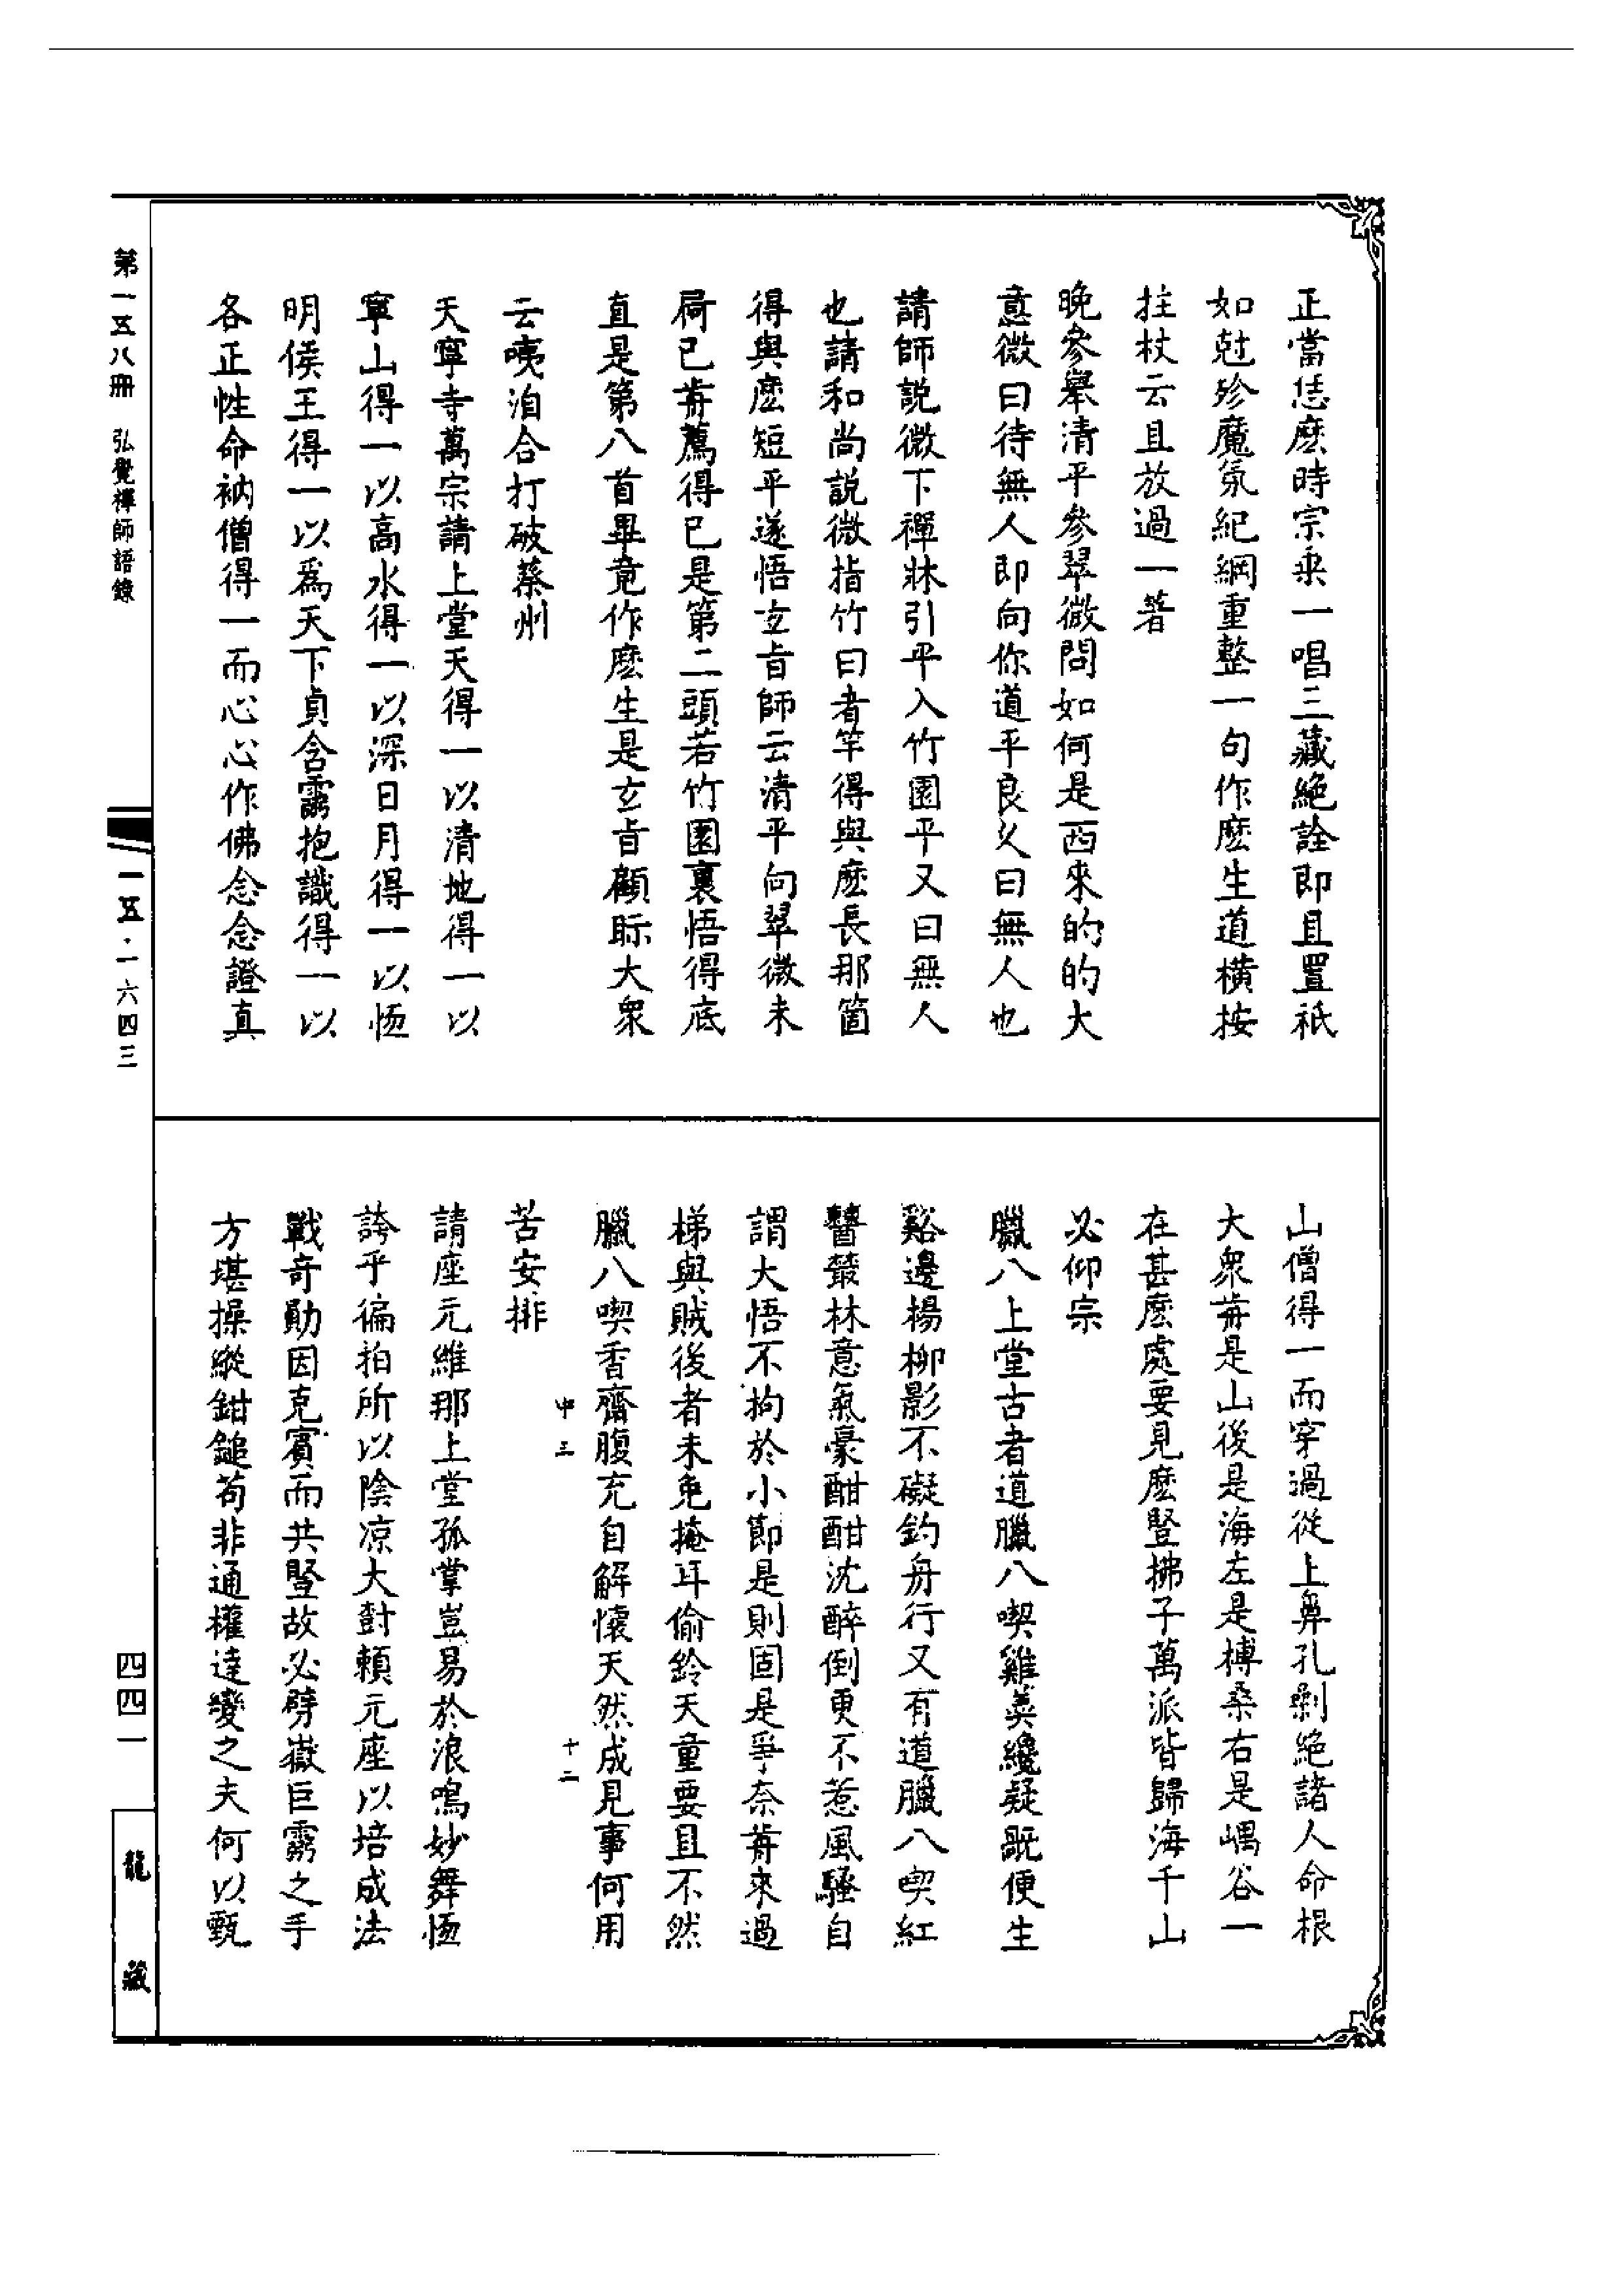 正當恁麽時宗乘一唱三藏絕詮即且置祇
如尅殄魔氛紀綱重整一句作麽生道橫按
拄杖云且放過一著
晚參舉清平參翠微問如何是西來的的大
意微曰待無人即向你道平良久曰無人也
請師說微下禪牀引平入竹園平又曰無人
也請和尚說微指竹曰者竿得與麽長那箇
得與麽短平遂悟玄旨師云清平向翠微未
屙已前薦得已是第二頭若竹園裏悟得底
直是第八首畢竟作麽生是玄旨顧眎大衆
云咦洎合打破蔡州
天寧寺萬宗請上堂天得一以清地得一以
寧山得一以高水得一以深日月得一以恆
明侯王得一以爲天下貞含靈抱識得一以
各正性命衲僧得一而心心作佛念念證真
山僧得一而穿過從上鼻孔剿絕諸人命根
大衆前是山後是海左是榑桑右是嵎谷一
在甚麽處要見麽豎拂子萬派皆歸海千山
必仰宗
臘八上堂古者道臘八喫雞羹纔疑既便生
谿邊楊柳影不礙釣舟行又有道臘八喫紅
醬叢林意氣豪酣酣沈醉倒更不惹風騷自
謂大悟不拘於小節是則固是爭奈前來過
梯與賊後者未免掩耳偷鈴天童要且不然
臘八喫香齋腹充自解懷天然成見事何用
苦安排
請座元維那上堂孤掌豈易於浪鳴妙舞恆
誇乎徧拍所以陰凉大尌賴元座以培成法
戰奇勛因克賓而共豎故必劈嶽巨靈之手
方堪操縱鉗鎚苟非通權達變之夫何以甄
中三
十二
第一五八冊 弘覺禪師語錄
一五·一六四三
四四一
龍藏